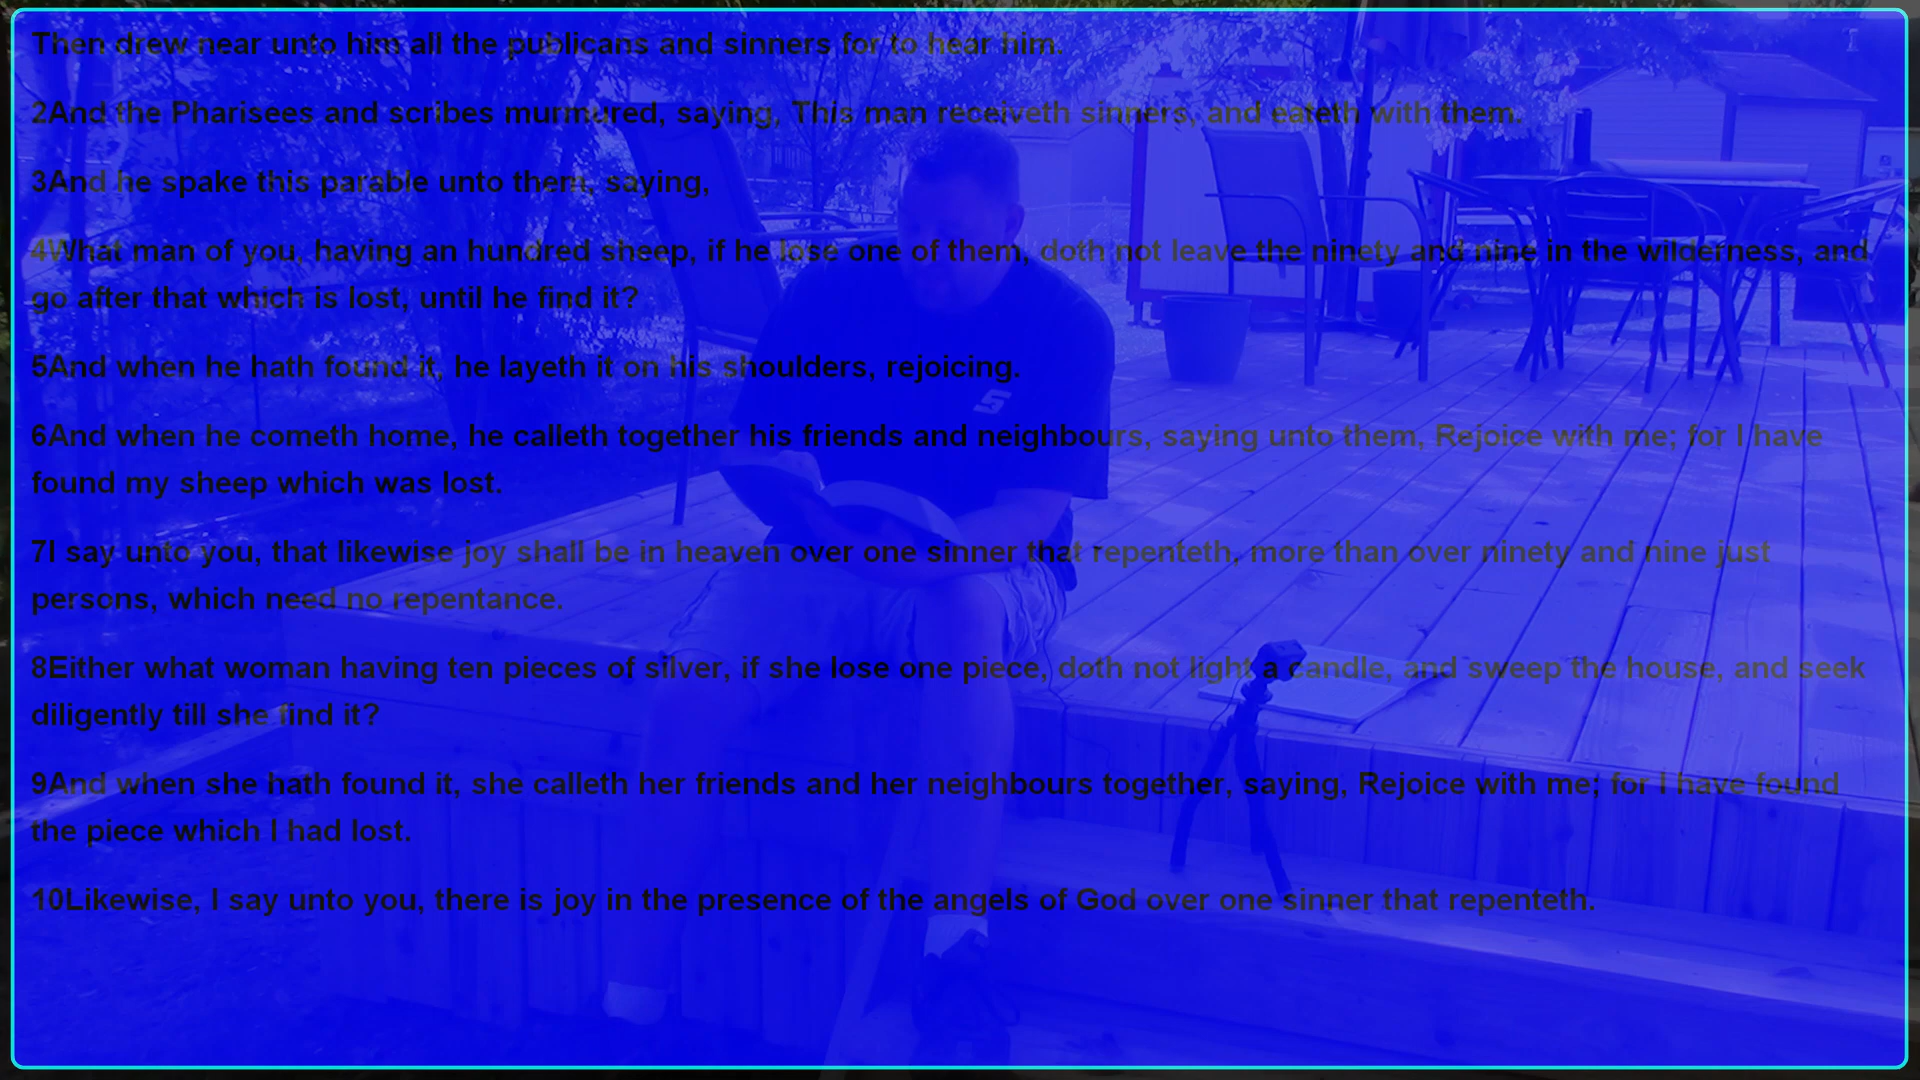 Then drew near unto him all the publicans and sinners for to hear him.
2And the Pharisees and scribes murmured, saying, This man receiveth sinners, and eateth with them.
3And he spake this parable unto them, saying,
4What man of you, having an hundred sheep, if he lose one of them, doth not leave the ninety and nine in the wilderness, and
go after that which is lost, until he find it?
5And when he hath found it, he layeth it on his shoulders, rejoicing.
6And when he cometh home, he calleth together his friends and neighbours, saying unto them, Rejoice with me; for I have
found my sheep which was lost.
7I say unto you, that likewise joy shall be in heaven over one sinner that repenteth, more than over ninety and nine just
persons, which need no repentance.
8Either what woman having ten pieces of silver, if she lose one piece, doth not light a candle, and sweep the house, and seek
diligently till she find it?
9And when she hath found it, she calleth her friends and her neighbours together, saying, Rejoice with me; for I have found
the piece which I had lost.
10Likewise, I say unto you, there is joy in the presence of the angels of God over one sinner that repenteth.